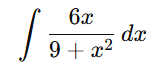 ∫ 6x / (9 + x²) dx